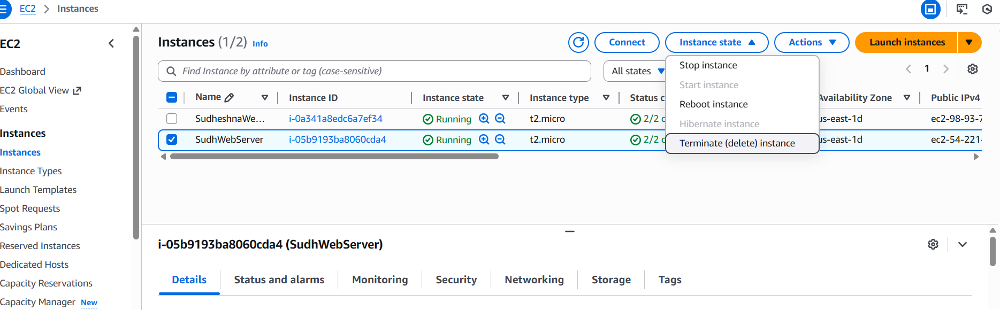 EC2 Instances
EC2
Dashboard
EC2 Global View
Events
Instances
Instances
Instance Types
Launch Templates
Spot Requests
Savings Plans
Reserved Instances
Dedicated Hosts
Capacity Reservations
Capacity Manager New
Instances (1/2) Info
Connect
Instance state
Actions
Launch instances
Find Instance by attribute or tag (case-sensitive)
All states
1
Stop instance
Start instance
Reboot instance
Hibernate instance
Terminate (delete) instance
Name Instance ID Instance state Instance type Status c Availability Zone Public IPv4
SudheshnaWe... i-0a341a8edc6a7ef34 Running t2.micro 2/2 c us-east-1d ec2-98-93-7
SudhWebServer i-05b9193ba8060cda4 Running t2.micro 2/2 c us-east-1d ec2-54-221-
i-05b9193ba8060cda4 (SudhWebServer)
Details Status and alarms Monitoring Security Networking Storage Tags